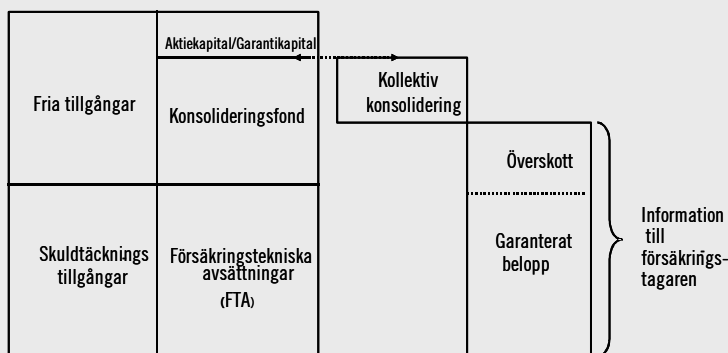 Aktiekapital/Garantikapital
Fria tillgångar
Konsolideringsfond
Kollektiv
konsolidering
Överskott
Skuldtäcknings
tillgångar
Försäkringstekniska
avsättningar
(FTA)
Garanterat
belopp
Information
till
försäkrings-
tagaren